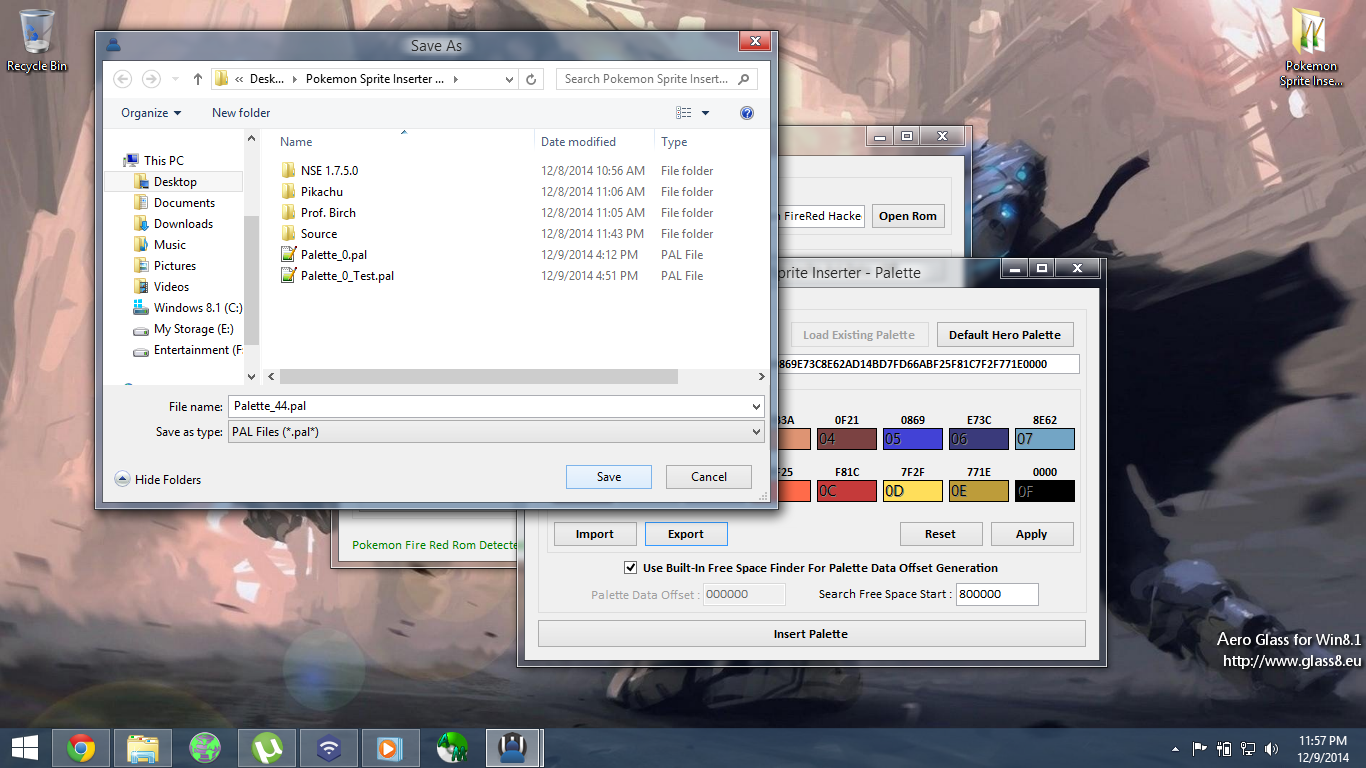 Recycle Bin
Pokemon
Sprite Inse...
Save As
Desk...
Pokemon Sprite Inserter ...
Search Pokemon Sprite Insert...
Organize
New folder
Name
Date modified
Type
This PC
Desktop
Documents
Downloads
Music
Pictures
Videos
Windows 8.1 (C:)
My Storage (E:)
Entertainment (F:
NSE 1.7.5.0 12/8/2014 10:56 AM File folder
Pikachu 12/8/2014 11:06 AM File folder
Prof. Birch 12/8/2014 11:05 AM File folder
Source 12/8/2014 11:43 PM File folder
Palette_0.pal 12/9/2014 4:12 PM PAL File
Palette_0_Test.pal 12/9/2014 4:51 PM PAL File
File name: Palette_44.pal
Save as type: PAL Files (*.pal*)
Hide Folders
Save
Cancel
FireRed Hacke
Open Rom
Pokemon Fire Red Rom Detecte
prite Inserter - Palette
Load Existing Palette
Default Hero Palette
869E73C8E62AD14BD7FD66ABF25F81C7F2F771E0000
3A 0F21 0869 E73C 8E62
04 05 06 07
F25 F81C 7F2F 771E 0000
0C 0D 0E 0F
Import
Export
Reset
Apply
Use Built-In Free Space Finder For Palette Data Offset Generation
Palette Data Offset : 000000
Search Free Space Start : 800000
Insert Palette
Aero Glass for Win8.1
http://www.glass8.eu
11:57 PM
12/9/2014